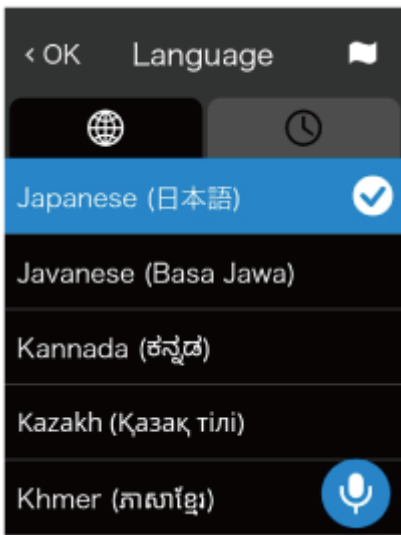 < OK Language
Japanese (日本語)
Javanese (Basa Jawa)
Kannada (ಕನ್ನಡ)
Kazakh (Қазақ тілі)
Khmer (ភាសាខ្មែរ)